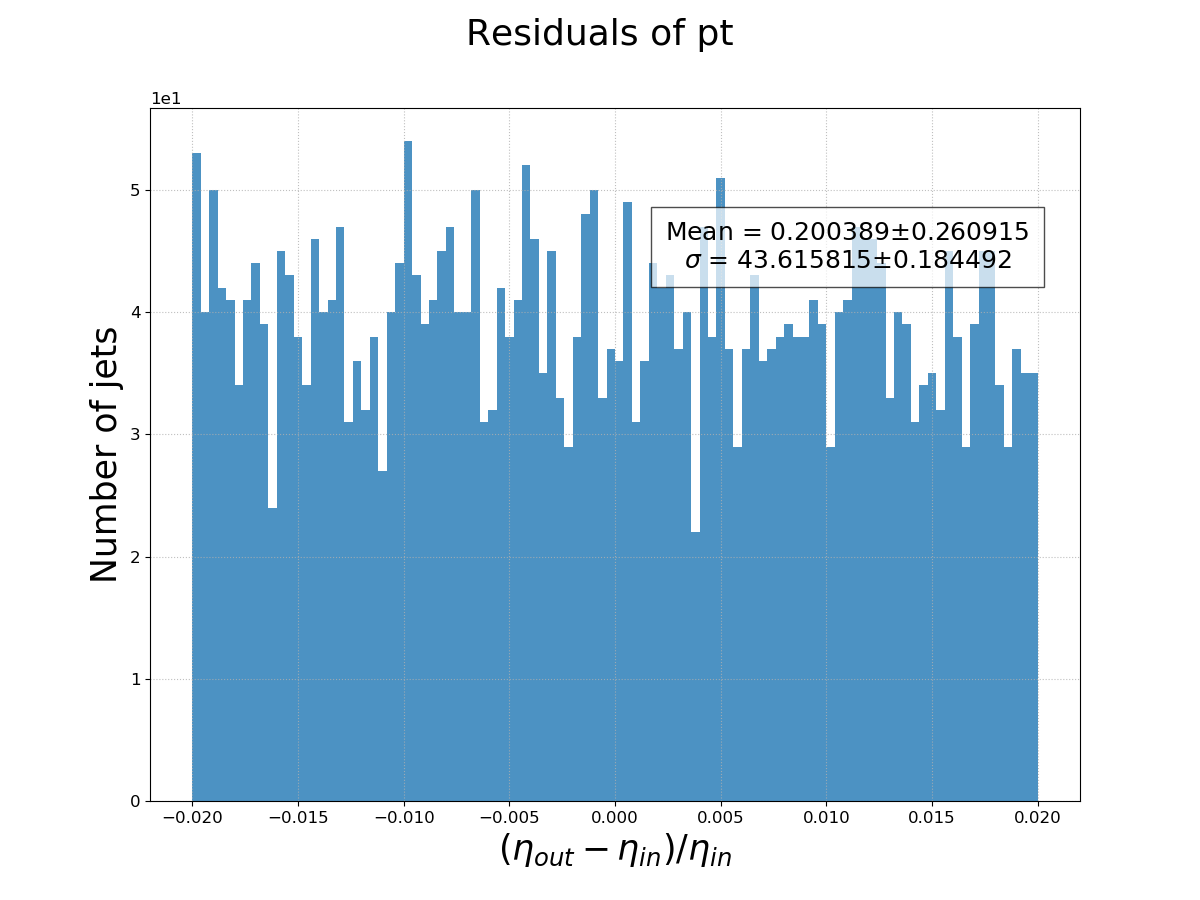 Residuals of pt
1e1
5
4
3
2
1
0
Number of jets
Mean = 0.200389±0.260915
σ = 43.615815±0.184492
−0.020 −0.015 −0.010 −0.005 0.000 0.005 0.010 0.015 0.020
(η_out − η_in)/η_in